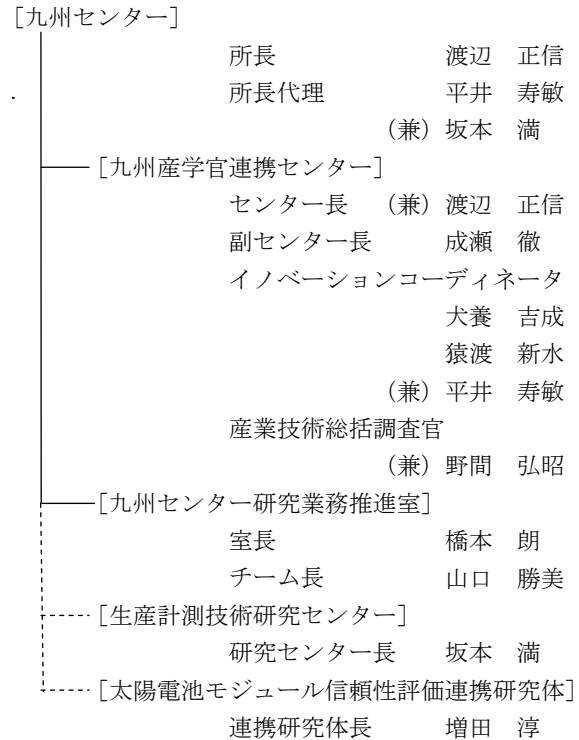 ［九州センター］
所長 渡辺 正信
所長代理 平井 寿敏
（兼）坂本 満
［九州産学官連携センター］
センター長 （兼）渡辺 正信
副センター長 成瀬 徹
イノベーションコーディネータ
犬養 吉成
猿渡 新水
（兼）平井 寿敏
産業技術総括調査官
（兼）野間 弘昭
［九州センター研究業務推進室］
室長 橋本 朗
チーム長 山口 勝美
［生産計測技術研究センター］
研究センター長 坂本 満
［太陽電池モジュール信頼性評価連携研究体］
連携研究体長 増田 淳